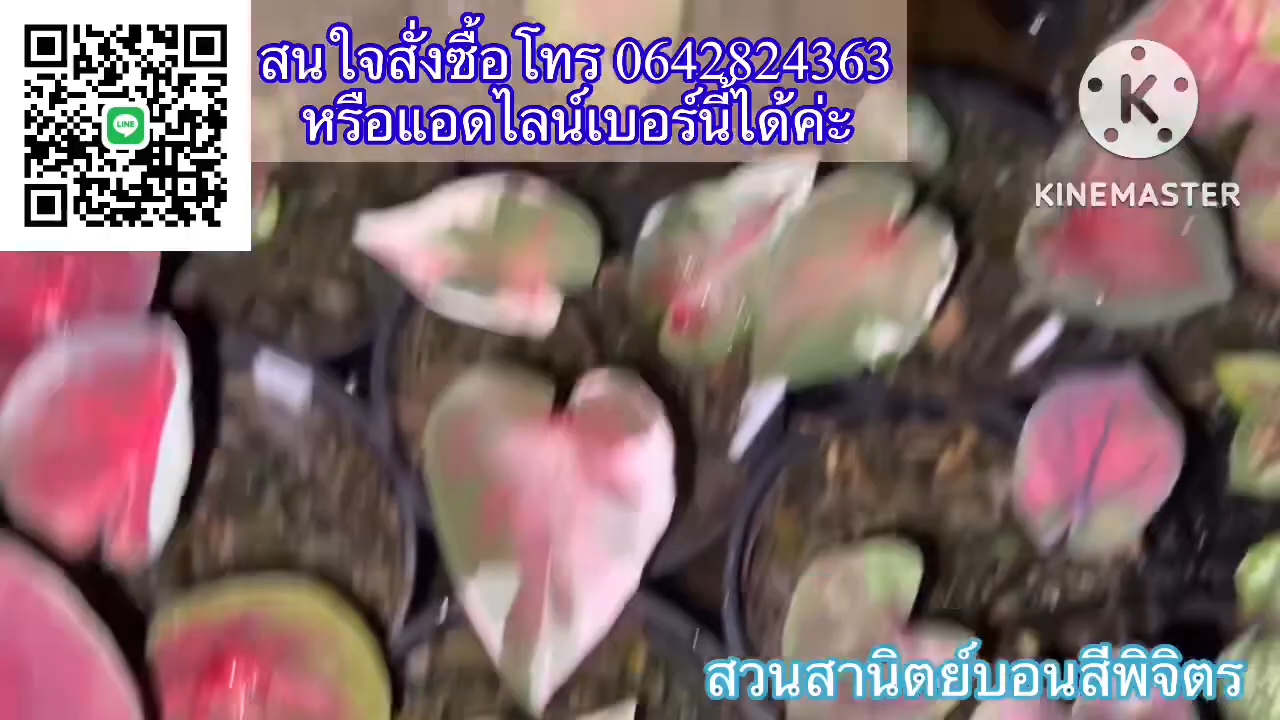 สนใจสั่งซื้อโทร 0642824363
หรือแอดไลน์เบอร์นี้ได้ค่ะ
LINE
K
KINEMASTER
สวนสานิตย์บอนสีพิจิตร